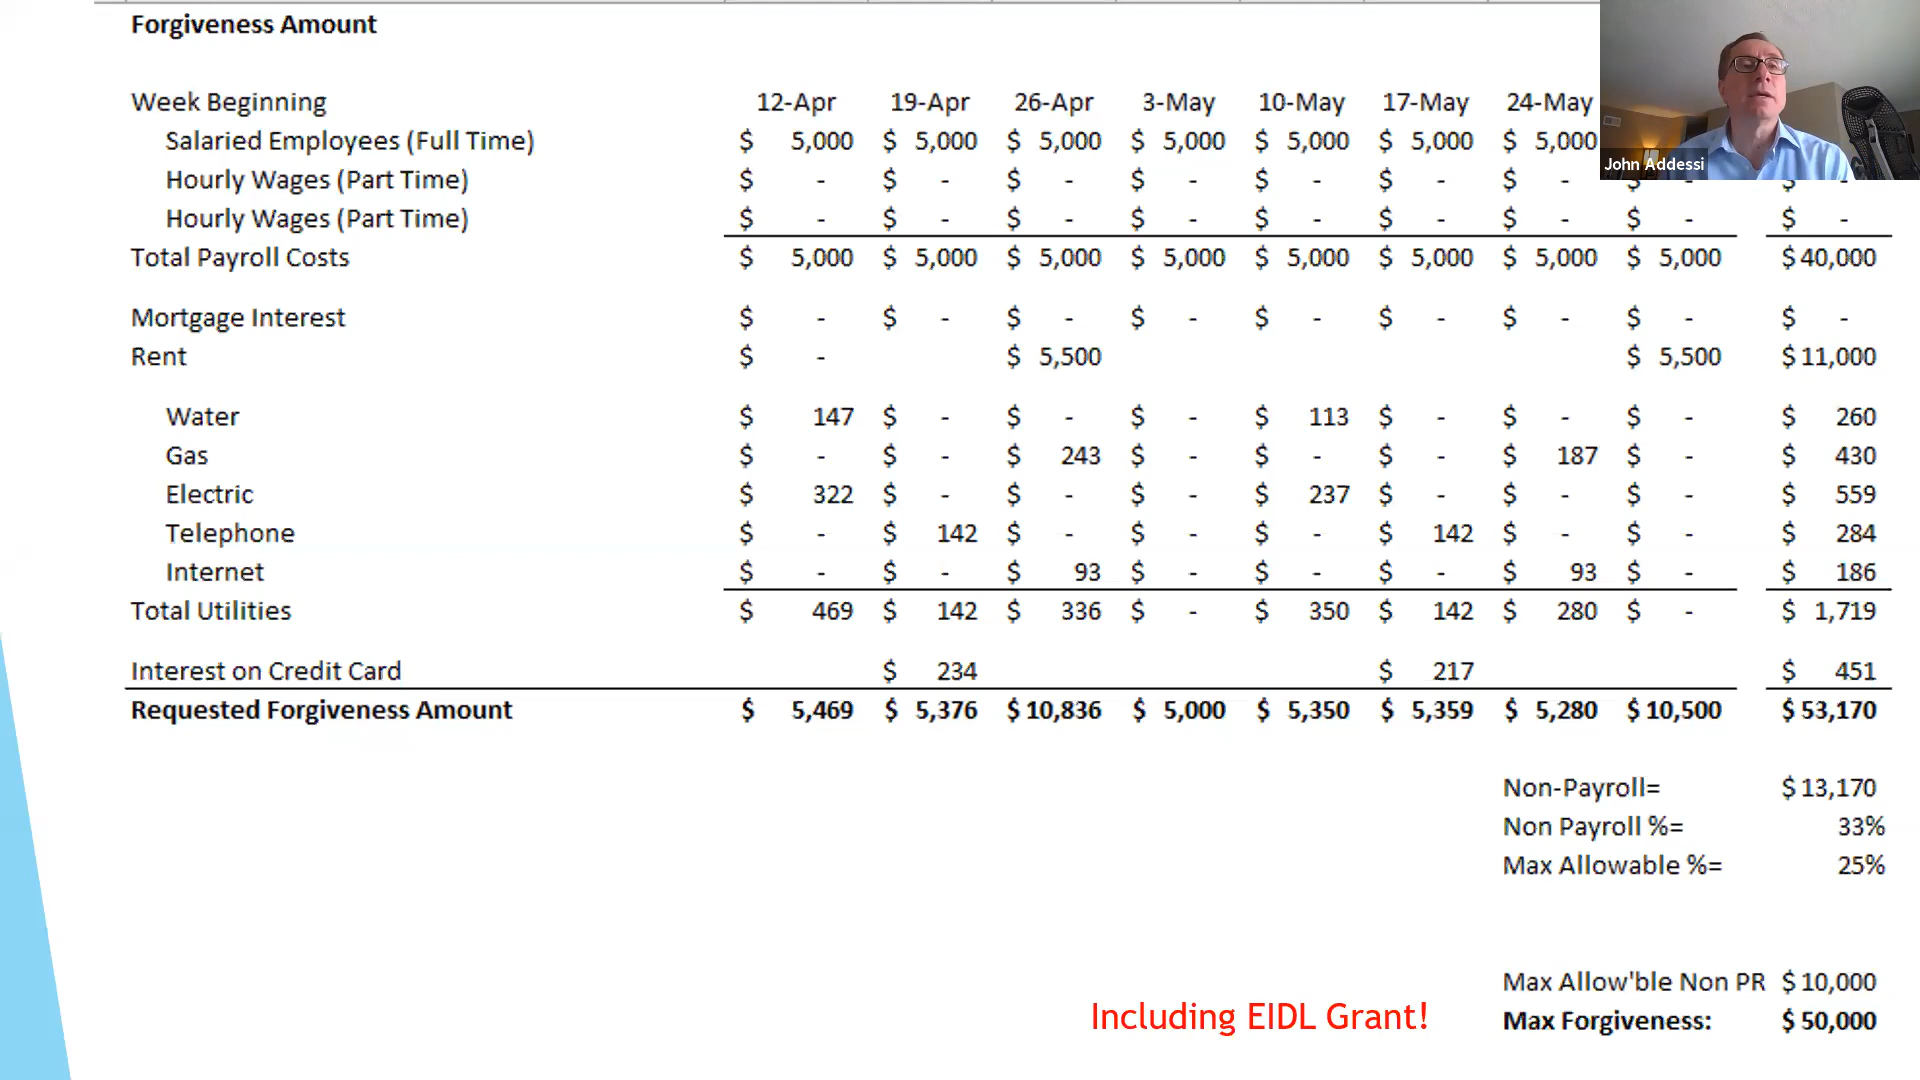 Forgiveness Amount
Week Beginning 12-Apr 19-Apr 26-Apr 3-May 10-May 17-May 24-May
Salaried Employees (Full Time) $ 5,000 $ 5,000 $ 5,000 $ 5,000 $ 5,000 $ 5,000 $ 5,000
John Addessi
Hourly Wages (Part Time) $ - $ - $ - $ - $ - $ - $ - $ - $ -
Hourly Wages (Part Time) $ - $ - $ - $ - $ - $ - $ - $ - $ -
Total Payroll Costs $ 5,000 $ 5,000 $ 5,000 $ 5,000 $ 5,000 $ 5,000 $ 5,000 $ 5,000 $ 40,000
Mortgage Interest $ - $ - $ - $ - $ - $ - $ - $ - $ -
Rent $ - $ 5,500 $ 5,500 $ 11,000
Water $ 147 $ - $ - $ - $ 113 $ - $ - $ - $ 260
Gas $ - $ - $ 243 $ - $ - $ - $ 187 $ - $ 430
Electric $ 322 $ - $ - $ - $ 237 $ - $ - $ - $ 559
Telephone $ - $ 142 $ - $ - $ - $ 142 $ - $ - $ 284
Internet $ - $ - $ 93 $ - $ - $ - $ 93 $ - $ 186
Total Utilities $ 469 $ 142 $ 336 $ - $ 350 $ 142 $ 280 $ - $ 1,719
Interest on Credit Card $ 234 $ 217 $ 451
Requested Forgiveness Amount $ 5,469 $ 5,376 $ 10,836 $ 5,000 $ 5,350 $ 5,359 $ 5,280 $ 10,500 $ 53,170
Non-Payroll= $ 13,170
Non Payroll %= 33%
Max Allowable %= 25%
Max Allow'ble Non PR $ 10,000
Including EIDL Grant! Max Forgiveness: $ 50,000